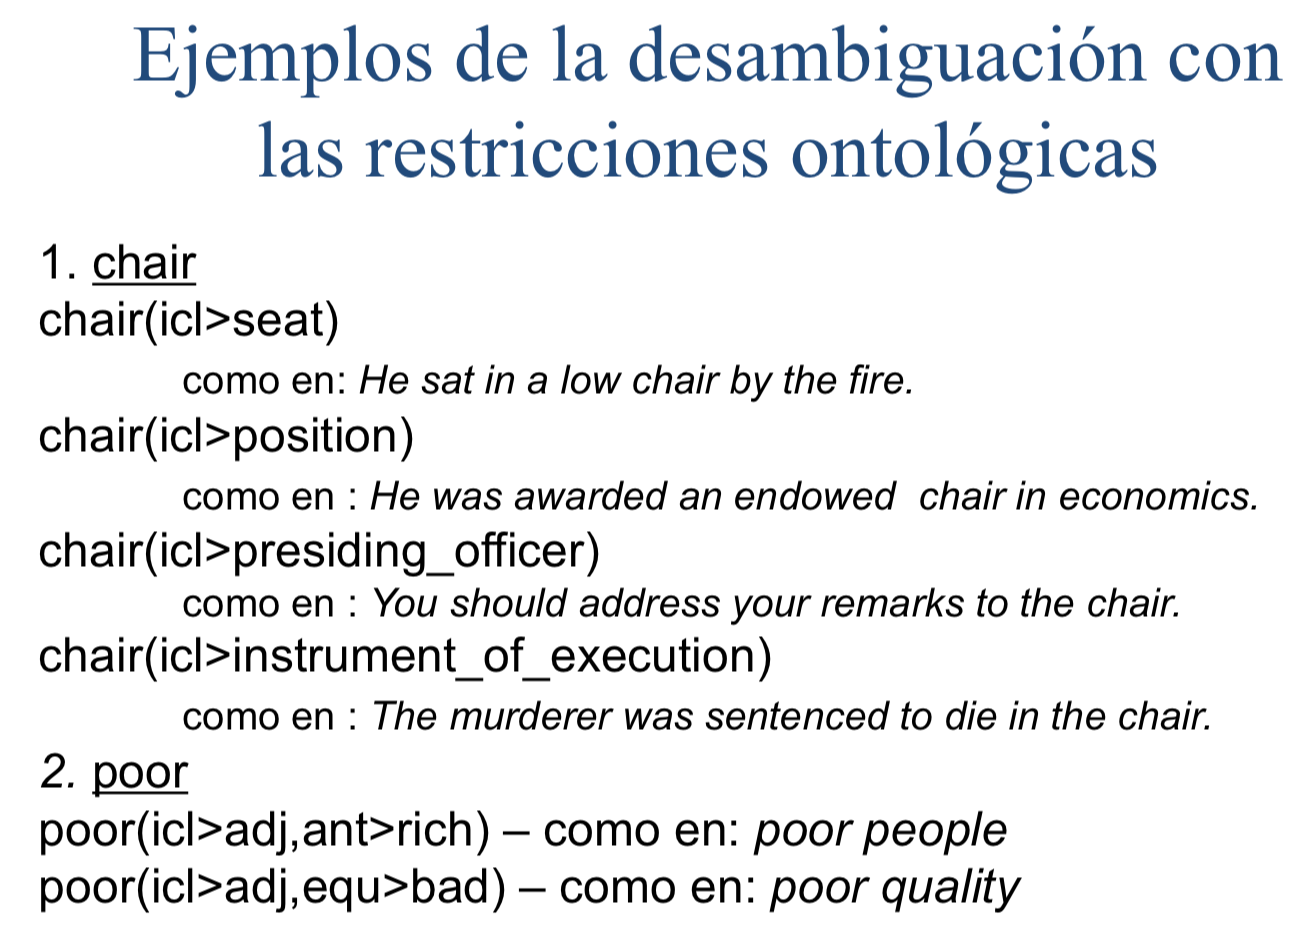 Ejemplos de la desambiguación con
las restricciones ontológicas
1. chair
chair(icl>seat)
como en: He sat in a low chair by the fire.
chair(icl>position)
como en : He was awarded an endowed  chair in economics.
chair(icl>presiding_officer)
como en : You should address your remarks to the chair.
chair(icl>instrument_of_execution)
como en : The murderer was sentenced to die in the chair.
2. poor
poor(icl>adj,ant>rich) – como en: poor people
poor(icl>adj,equ>bad) – como en: poor quality